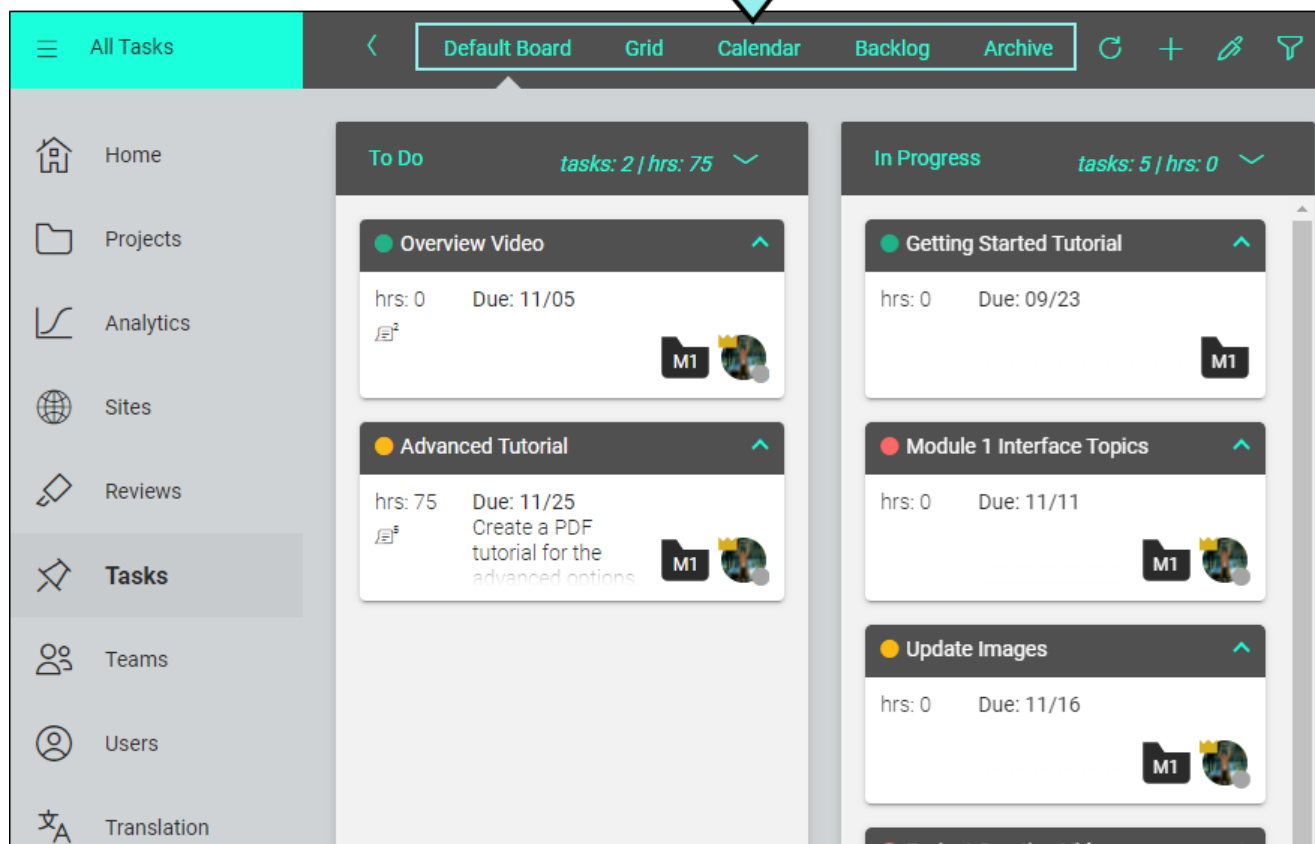 All Tasks
Default Board Grid Calendar Backlog Archive
Home
Projects
Analytics
Sites
Reviews
Tasks
Teams
Users
Translation
To Do tasks: 2 | hrs: 75
Overview Video
hrs: 0 Due: 11/05
2
M1
Advanced Tutorial
hrs: 75 Due: 11/25
5
Create a PDF
tutorial for the
advanced options
M1
In Progress tasks: 5 | hrs: 0
Getting Started Tutorial
hrs: 0 Due: 09/23
M1
Module 1 Interface Topics
hrs: 0 Due: 11/11
M1
Update Images
hrs: 0 Due: 11/16
M1